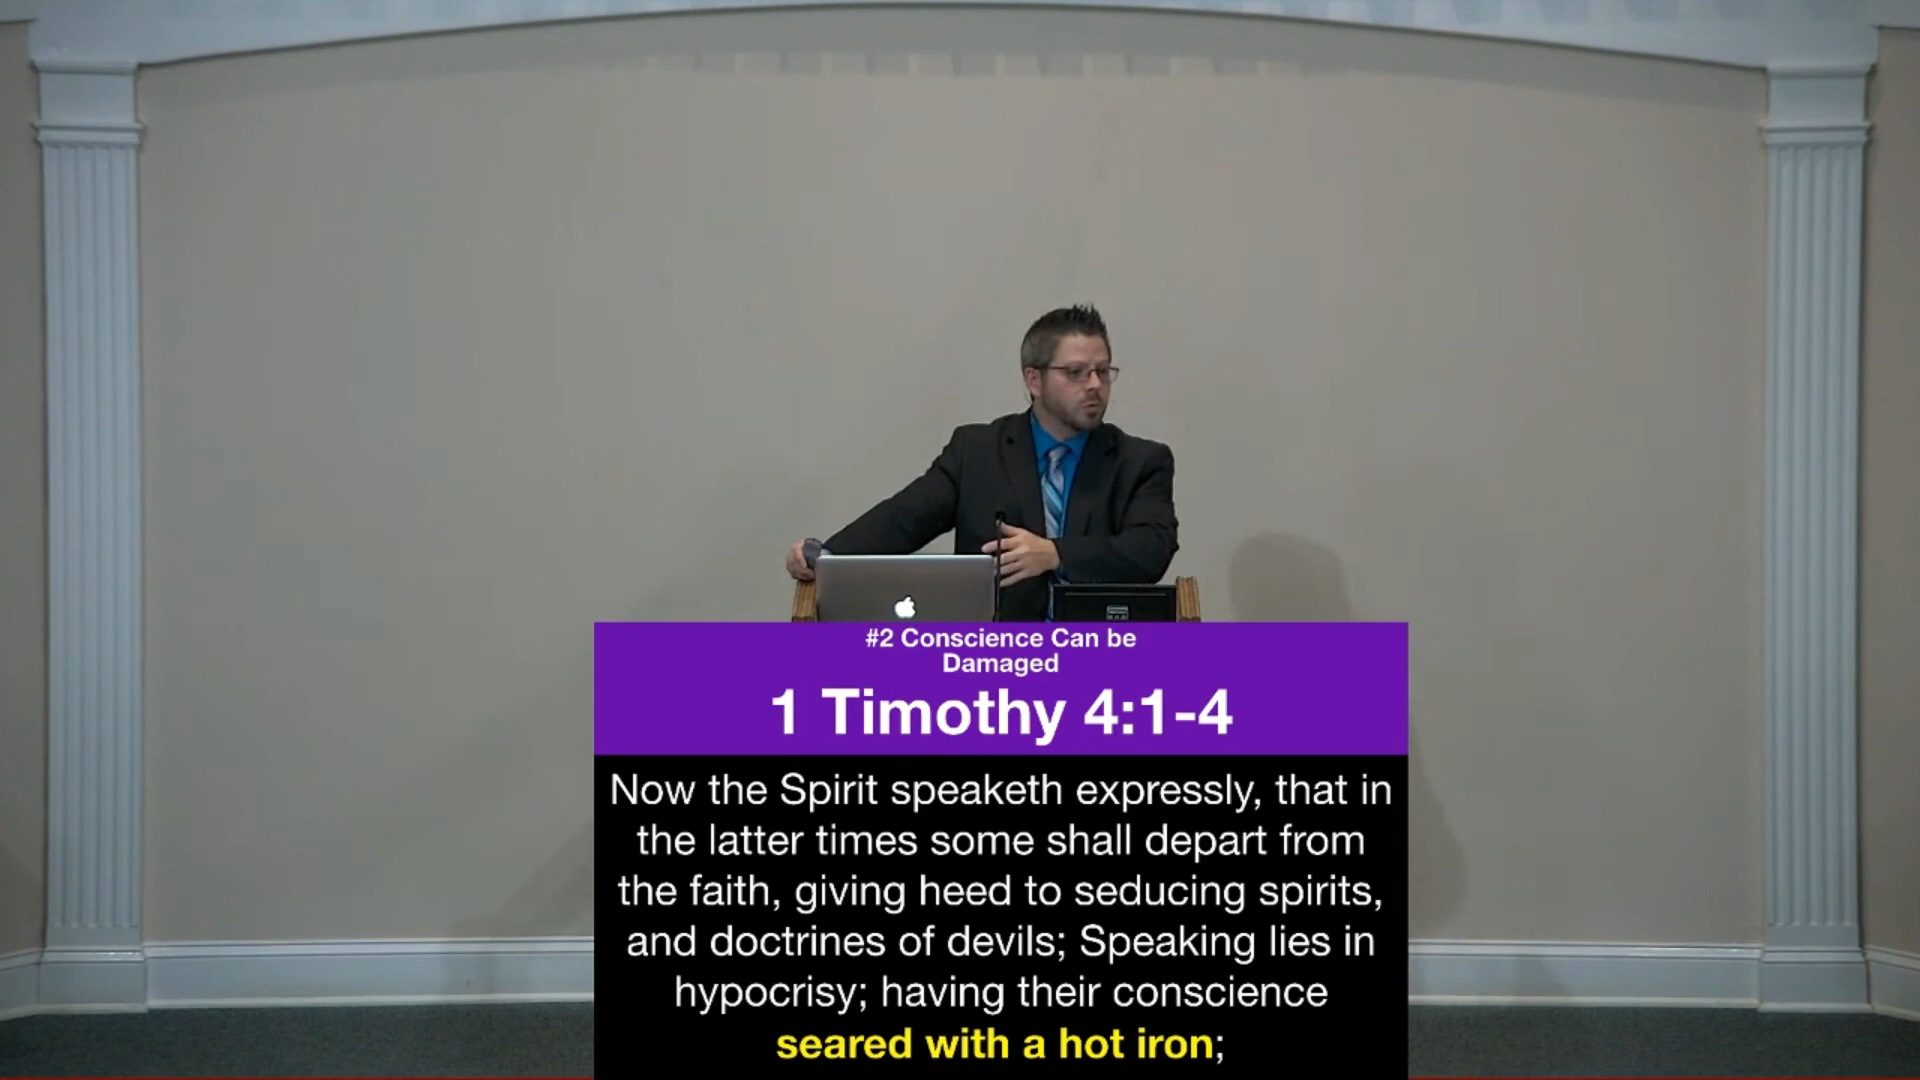 #2 Conscience Can be
Damaged
1 Timothy 4:1-4
Now the Spirit speaketh expressly, that in
the latter times some shall depart from
the faith, giving heed to seducing spirits,
and doctrines of devils; Speaking lies in
hypocrisy; having their conscience
seared with a hot iron;